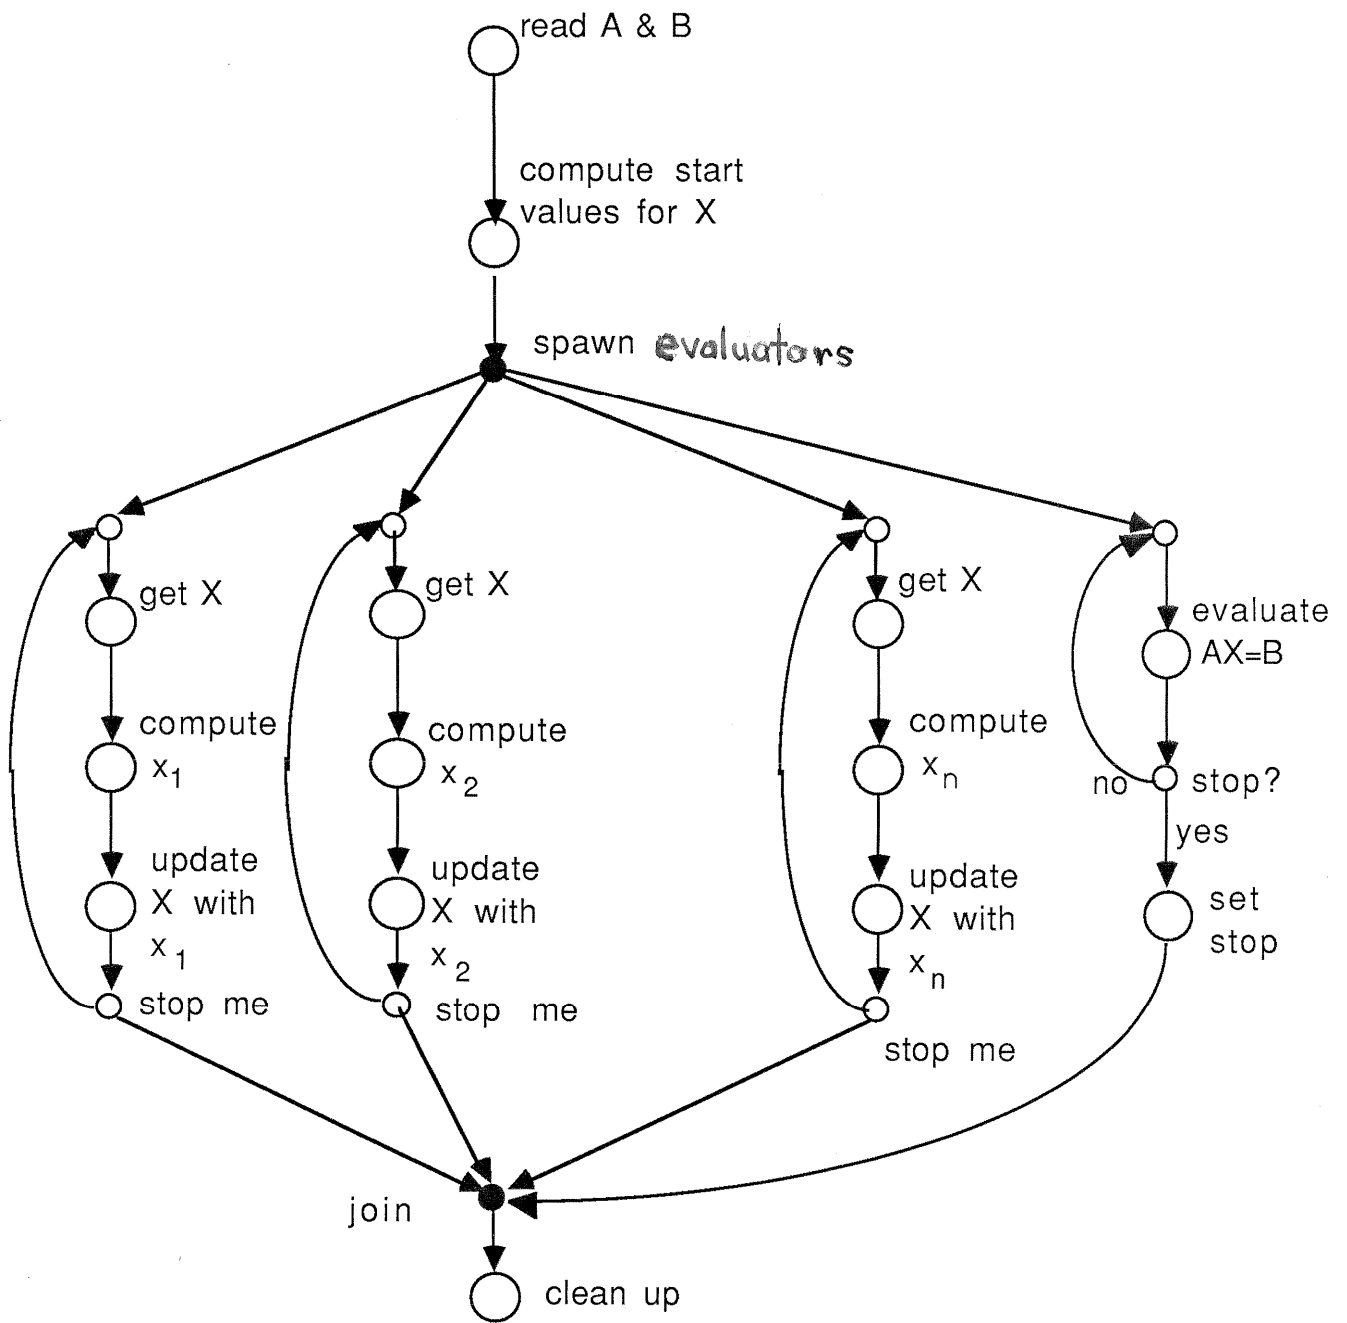 read A & B
compute start
values for X
spawn evaluators
get X
compute
x1
update
X with
x1
stop me
get X
compute
x2
update
X with
x2
stop me
get X
compute
xn
update
X with
xn
stop me
evaluate
AX=B
no
stop?
yes
set
stop
join
clean up